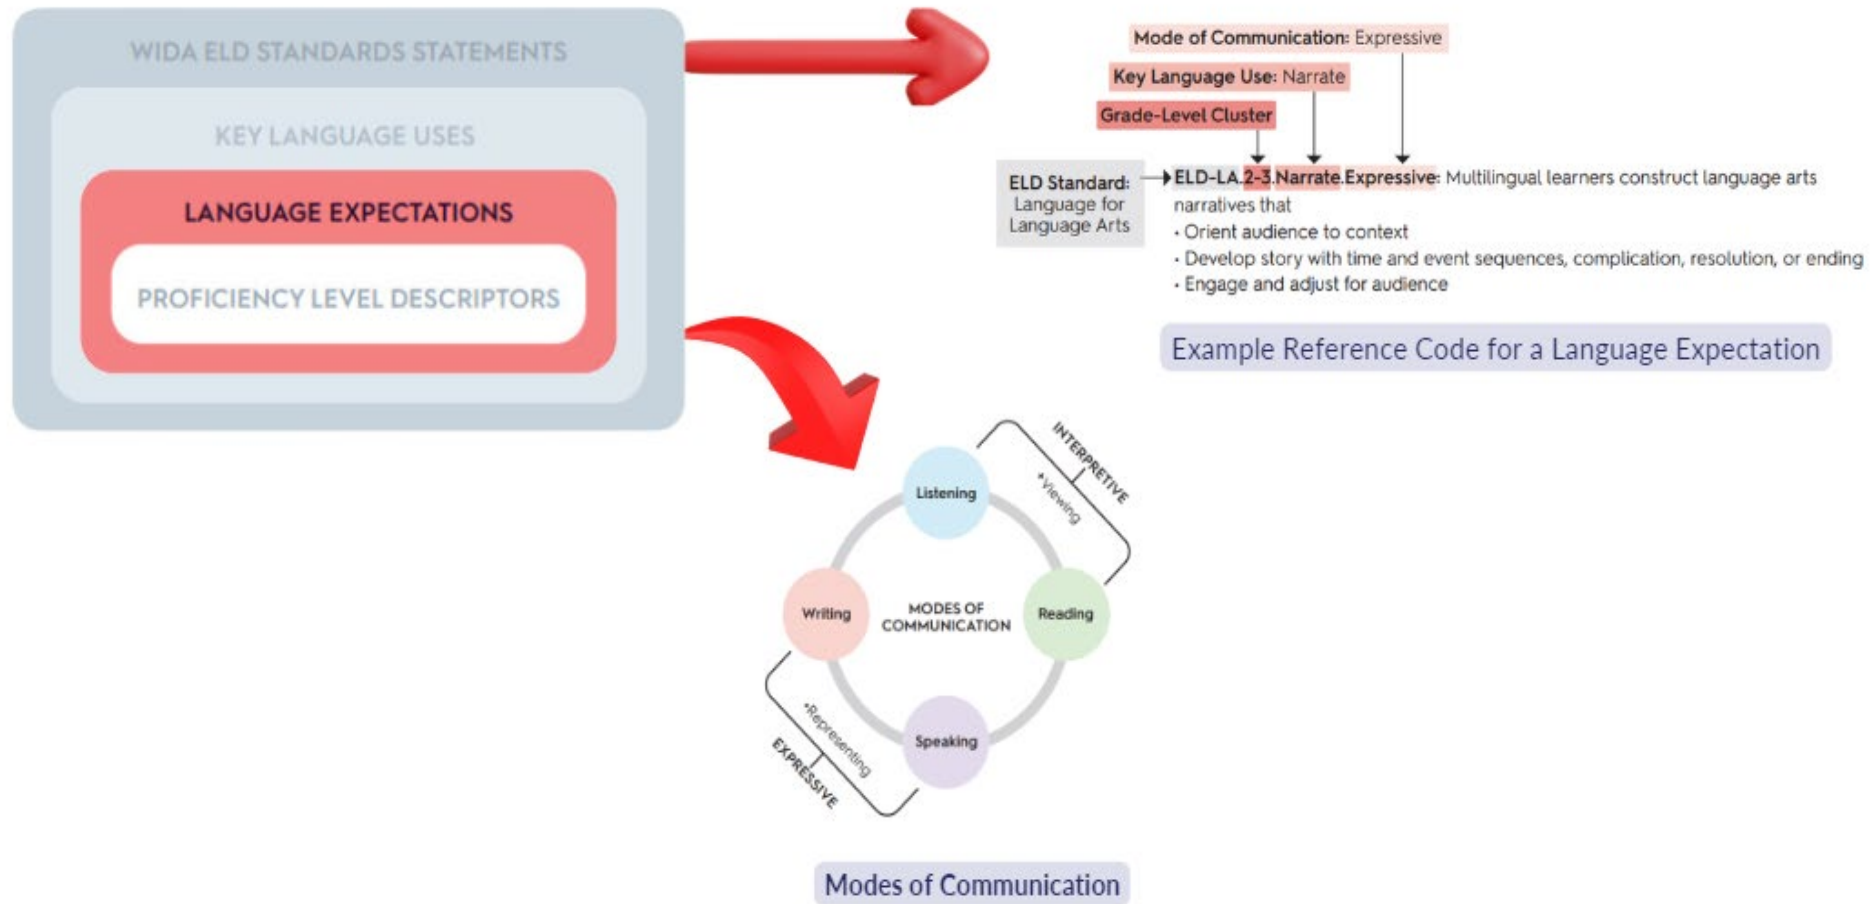 WIDA ELD STANDARDS STATEMENTS
KEY LANGUAGE USES
LANGUAGE EXPECTATIONS
PROFICIENCY LEVEL DESCRIPTORS
Mode of Communication: Expressive
Key Language Use: Narrate
Grade-Level Cluster
ELD Standard:
Language for
Language Arts
ELD-LA.2-3.Narrate.Expressive: Multilingual learners construct language arts
narratives that
• Orient audience to context
• Develop story with time and event sequences, complication, resolution, or ending
• Engage and adjust for audience
Example Reference Code for a Language Expectation
INTERPRETIVE
+Viewing
Listening
Writing
MODES OF
COMMUNICATION
Reading
Speaking
+Representing
EXPRESSIVE
Modes of Communication